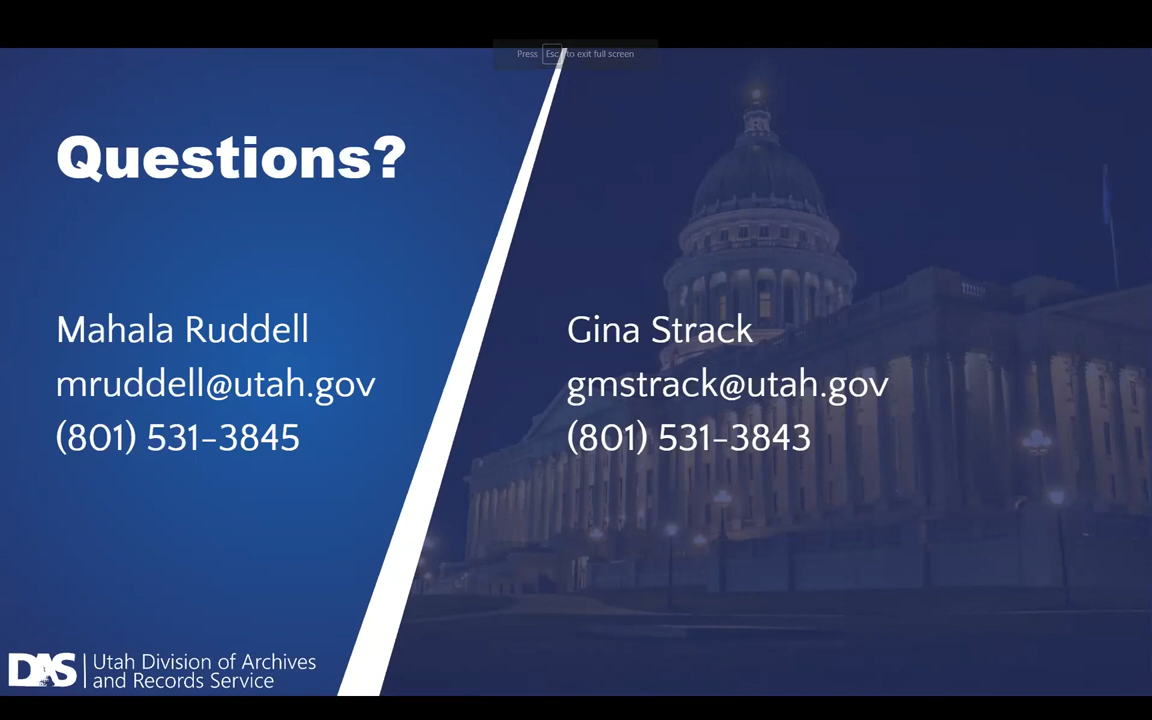 Press Esc to exit full screen
Questions?
Mahala Ruddell
mruddell@utah.gov
(801) 531-3845
Gina Strack
gmstrack@utah.gov
(801) 531-3843
DAS
Utah Division of Archives
and Records Service